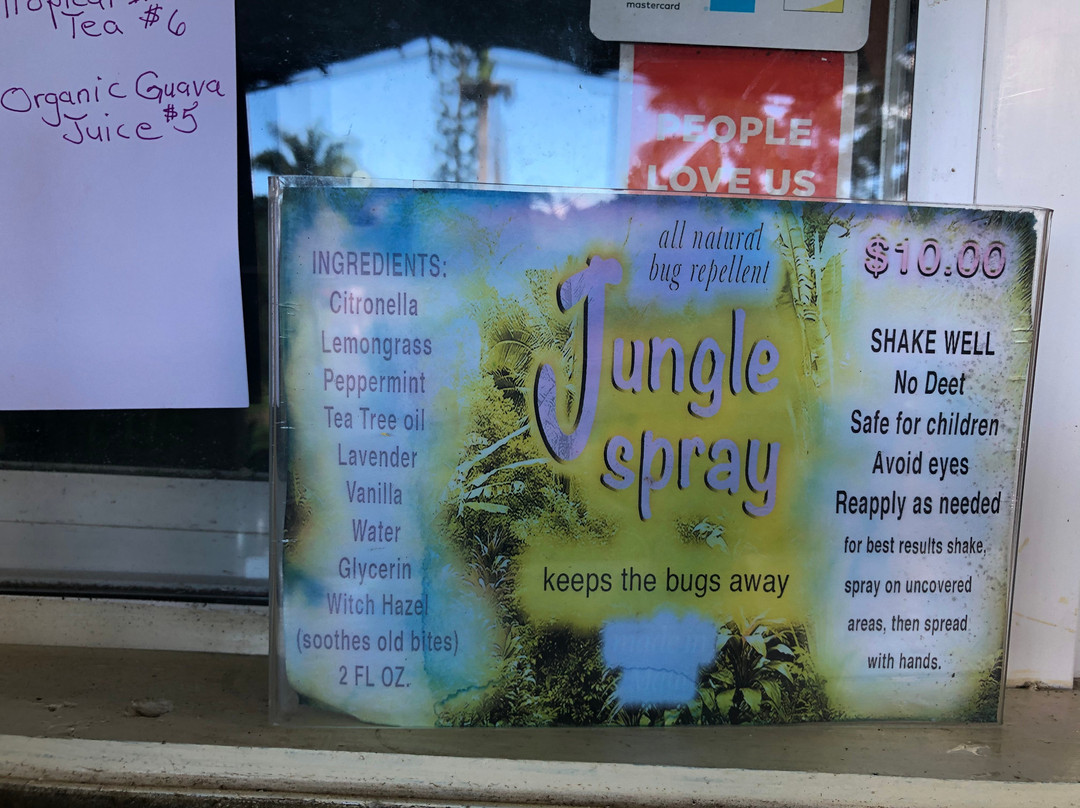 Tropical
Tea $6
Organic Guava
Juice $5
mastercard
PEOPLE
LOVE US
INGREDIENTS:
Citronella
Lemongrass
Peppermint
Tea Tree oil
Lavender
Vanilla
Water
Glycerin
Witch Hazel
(soothes old bites)
2 FL OZ.
all natural
bug repellent
Jungle
spray
keeps the bugs away
$10.00
SHAKE WELL
No Deet
Safe for children
Avoid eyes
Reapply as needed
for best results shake,
spray on uncovered
areas, then spread
with hands.